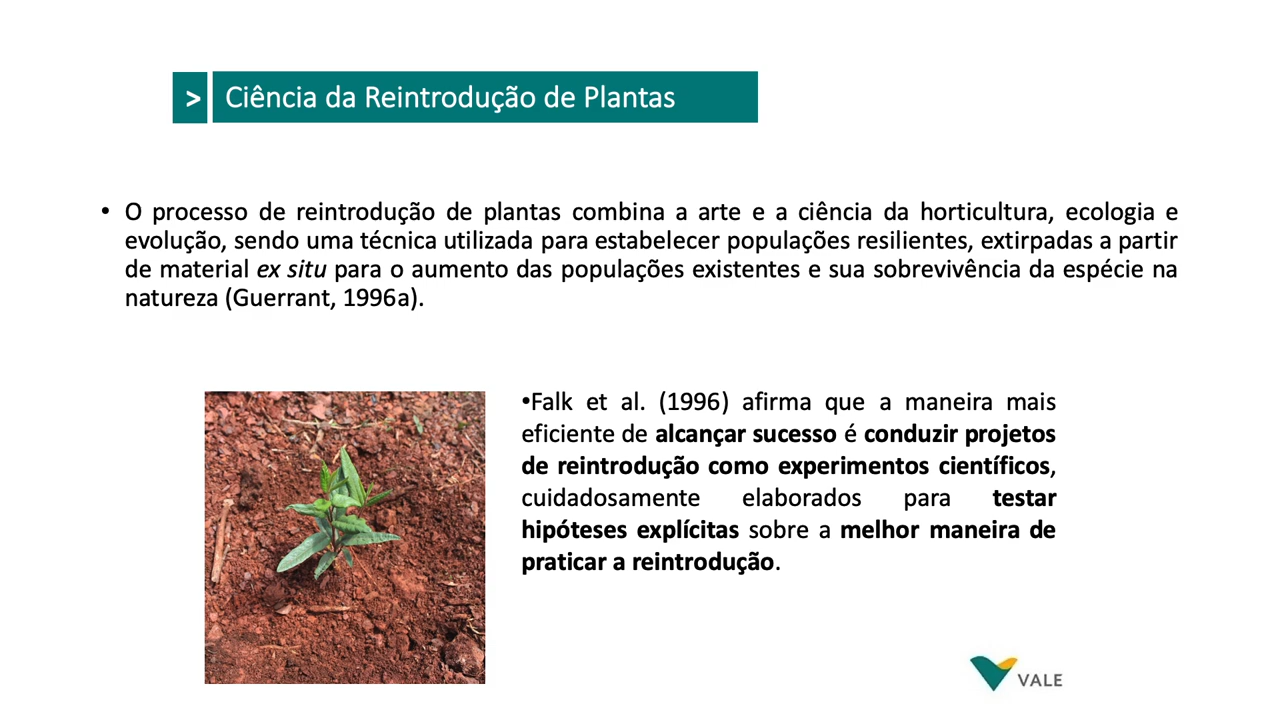 > Ciência da Reintrodução de Plantas
• O processo de reintrodução de plantas combina a arte e a ciência da horticultura, ecologia e
evolução, sendo uma técnica utilizada para estabelecer populações resilientes, extirpadas a partir
de material ex situ para o aumento das populações existentes e sua sobrevivência da espécie na
natureza (Guerrant, 1996a).
•Falk et al. (1996) afirma que a maneira mais
eficiente de alcançar sucesso é conduzir projetos
de reintrodução como experimentos científicos,
cuidadosamente elaborados para testar
hipóteses explícitas sobre a melhor maneira de
praticar a reintrodução.
VALE